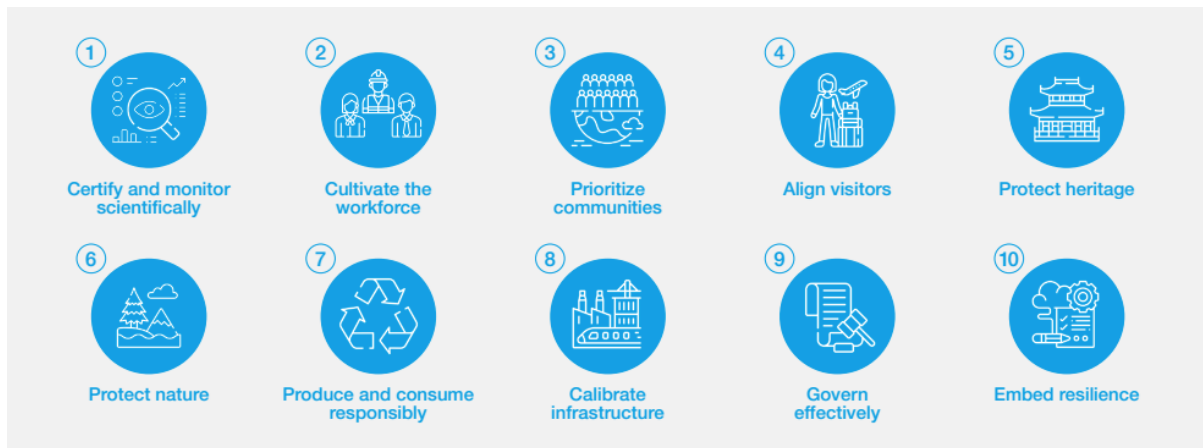 1
Certify and monitor
scientifically
2
Cultivate the
workforce
3
Prioritize
communities
4
Align visitors
5
Protect heritage
6
Protect nature
7
Produce and consume
responsibly
8
Calibrate
infrastructure
9
Govern
effectively
10
Embed resilience